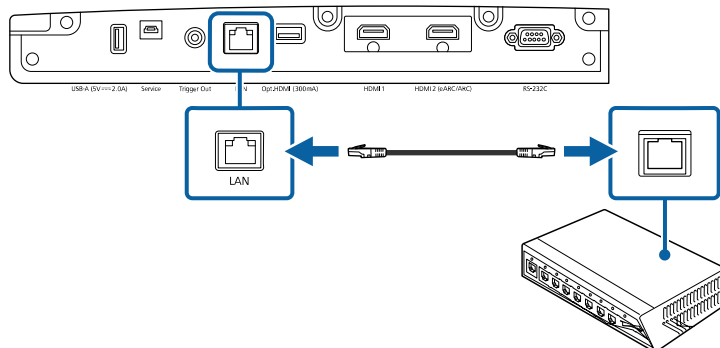 USB-A (5V⎓2.0A) Service Trigger Out LAN Opt.HDMI (300mA) HDMI 1 HDMI 2 (eARC/ARC) RS-232C
LAN